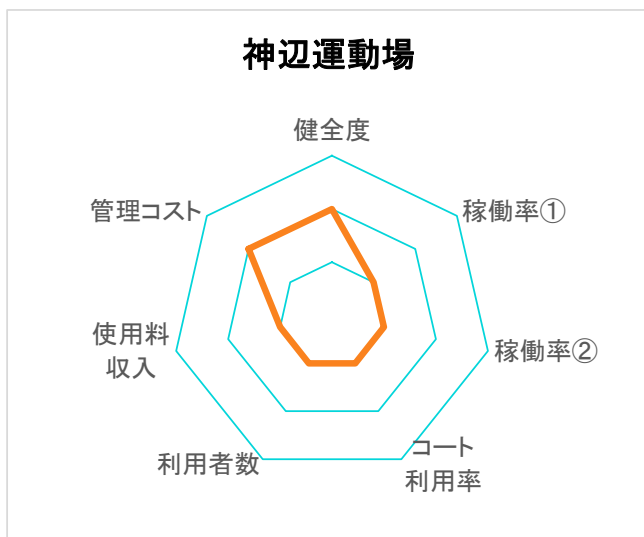 神辺運動場
健全度
管理コスト
稼働率①
使用料
収入
稼働率②
利用者数
コート
利用率